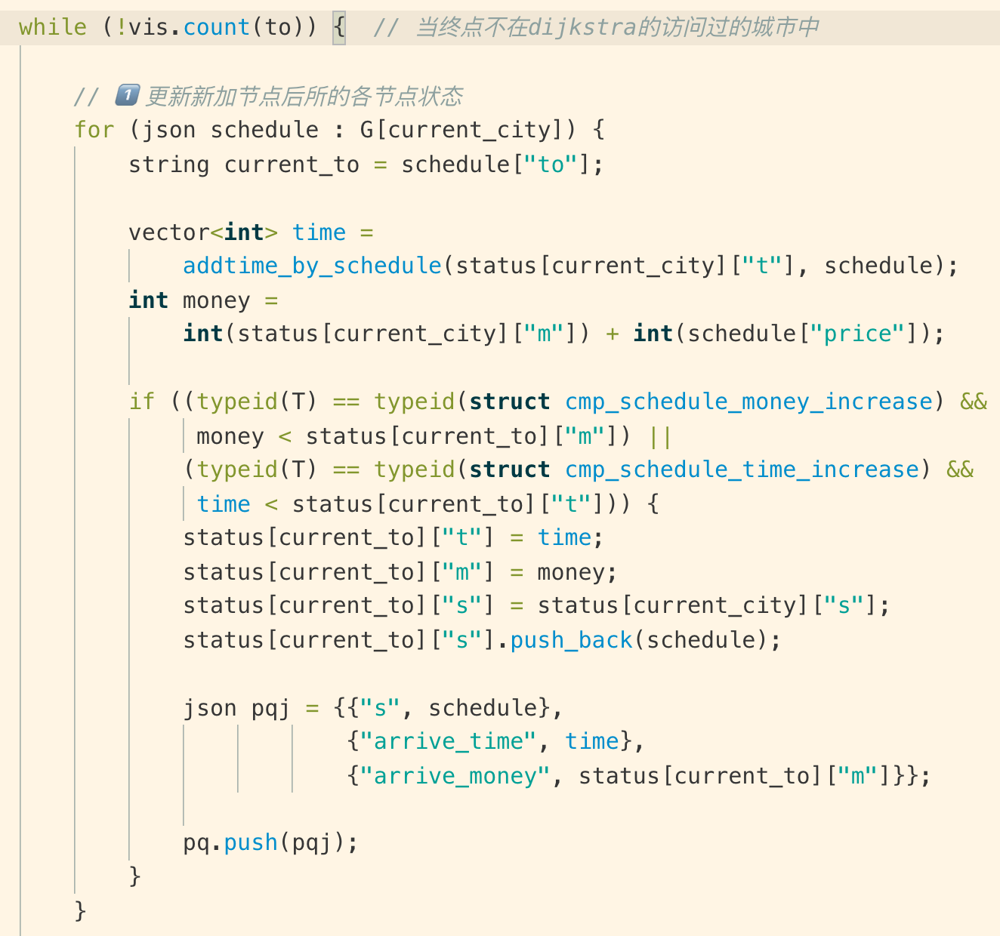 while (!vis.count(to)) {  // 当终点不在dijkstra的访问过的城市中
// 1️⃣ 更新新加节点后所的各节点状态
for (json schedule : G[current_city]) {
string current_to = schedule["to"];
vector<int> time =
addtime_by_schedule(status[current_city]["t"], schedule);
int money =
int(status[current_city]["m"]) + int(schedule["price"]);
if ((typeid(T) == typeid(struct cmp_schedule_money_increase) &&
money < status[current_to]["m"]) ||
(typeid(T) == typeid(struct cmp_schedule_time_increase) &&
time < status[current_to]["t"])) {
status[current_to]["t"] = time;
status[current_to]["m"] = money;
status[current_to]["s"] = status[current_city]["s"];
status[current_to]["s"].push_back(schedule);
json pqj = {{"s", schedule},
{"arrive_time", time},
{"arrive_money", status[current_to]["m"]}};
pq.push(pqj);
}
}